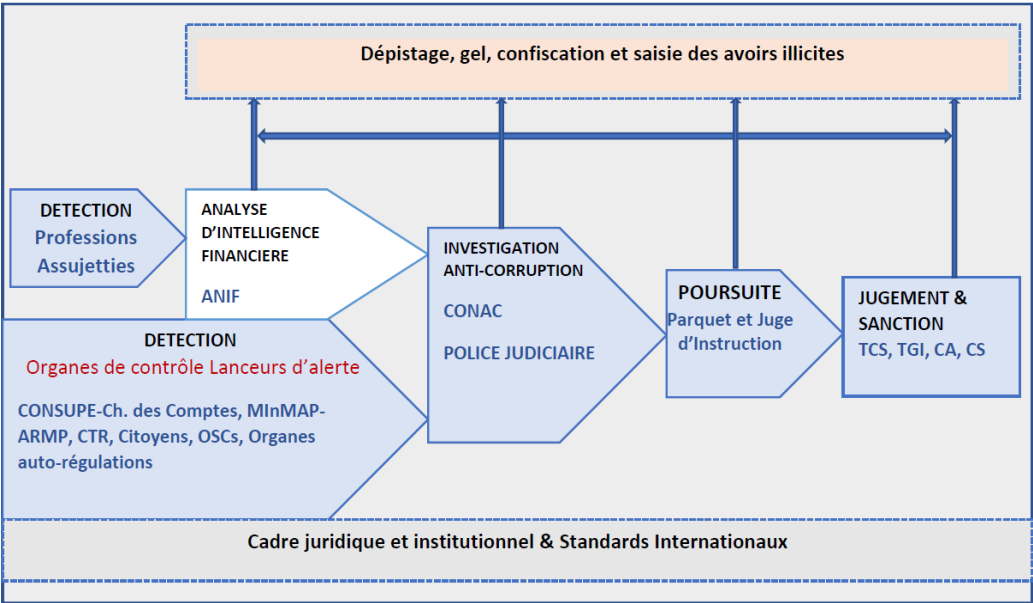 Dépistage, gel, confiscation et saisie des avoirs illicites
DETECTION
Professions
Assujetties
ANALYSE
D'INTELLIGENCE
FINANCIERE
ANIF
DETECTION
Organes de contrôle Lanceurs d'alerte
CONSUPE-Ch. des Comptes, MInMAP-
ARMP, CTR, Citoyens, OSCs, Organes
auto-régulations
INVESTIGATION
ANTI-CORRUPTION
CONAC
POLICE JUDICIAIRE
POURSUITE
Parquet et Juge
d'Instruction
JUGEMENT &
SANCTION
TCS, TGI, CA, CS
Cadre juridique et institutionnel & Standards Internationaux